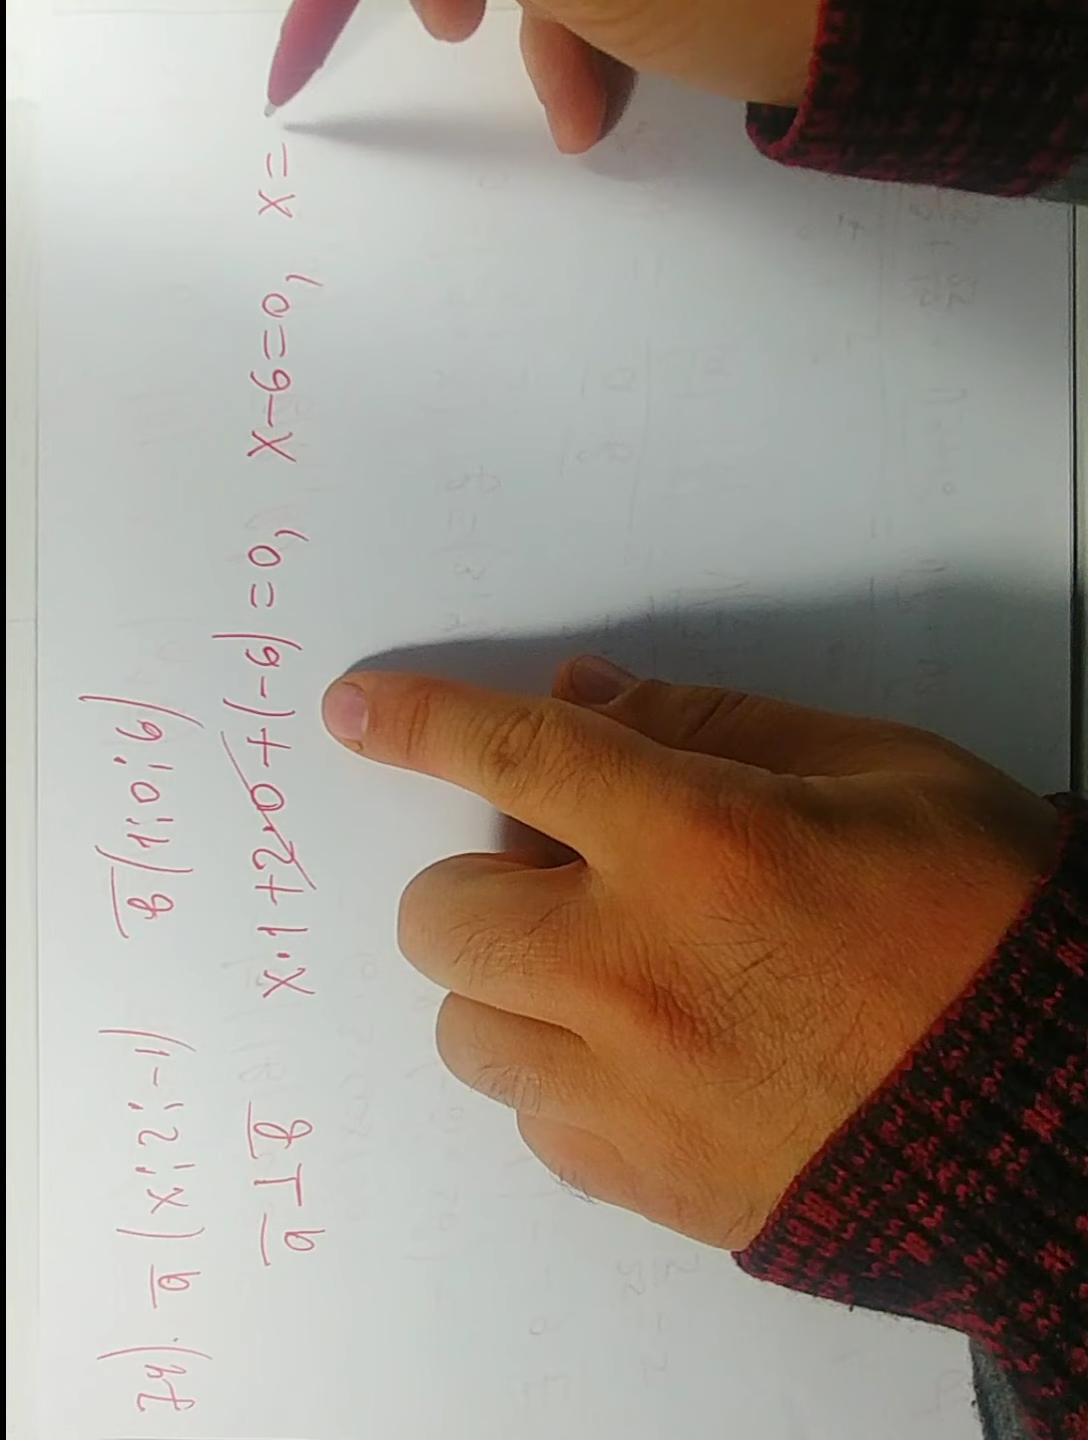 74). a̅ (x; 2; -1) b̅ (1; 0; 6)
a̅ ⊥ b̅ x·1 + 2·0 + (-6) = 0, x-6=0, x =